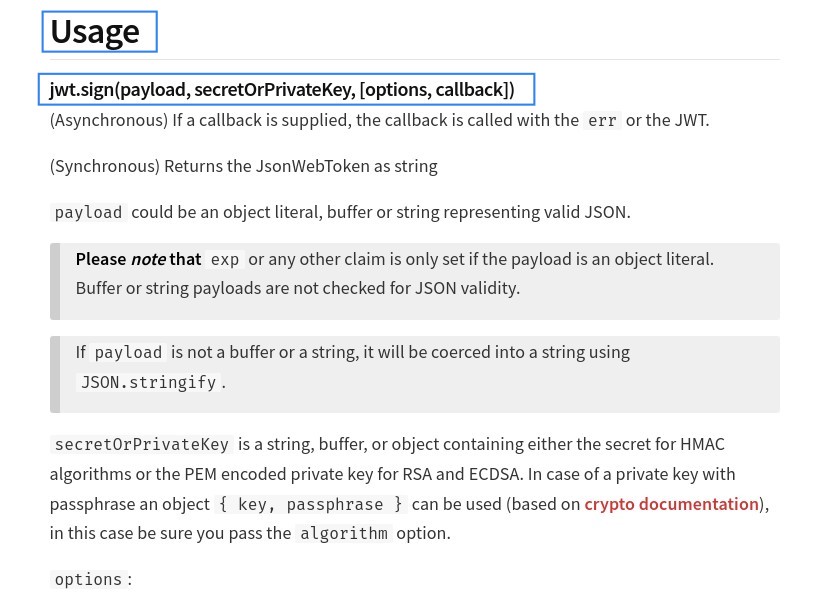 Usage
jwt.sign(payload, secretOrPrivateKey, [options, callback])
(Asynchronous) If a callback is supplied, the callback is called with the err or the JWT.
(Synchronous) Returns the JsonWebToken as string
payload could be an object literal, buffer or string representing valid JSON.
Please note that exp or any other claim is only set if the payload is an object literal.
Buffer or string payloads are not checked for JSON validity.
If payload is not a buffer or a string, it will be coerced into a string using
JSON.stringify.
secretOrPrivateKey is a string, buffer, or object containing either the secret for HMAC
algorithms or the PEM encoded private key for RSA and ECDSA. In case of a private key with
passphrase an object { key, passphrase } can be used (based on crypto documentation),
in this case be sure you pass the algorithm option.
options: